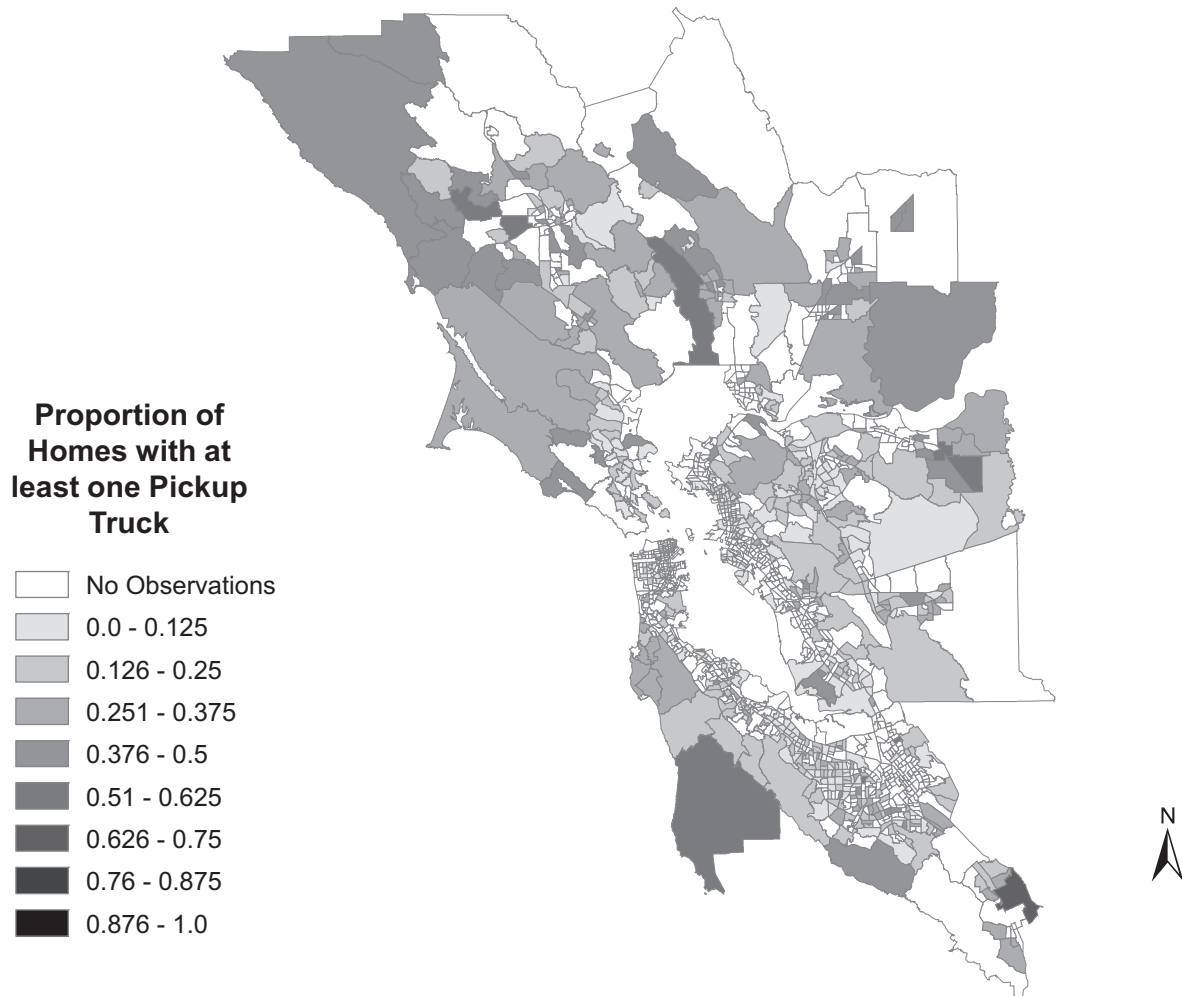 Proportion of
Homes with at
least one Pickup
Truck
No Observations
0.0 - 0.125
0.126 - 0.25
0.251 - 0.375
0.376 - 0.5
0.51 - 0.625
0.626 - 0.75
0.76 - 0.875
0.876 - 1.0
N